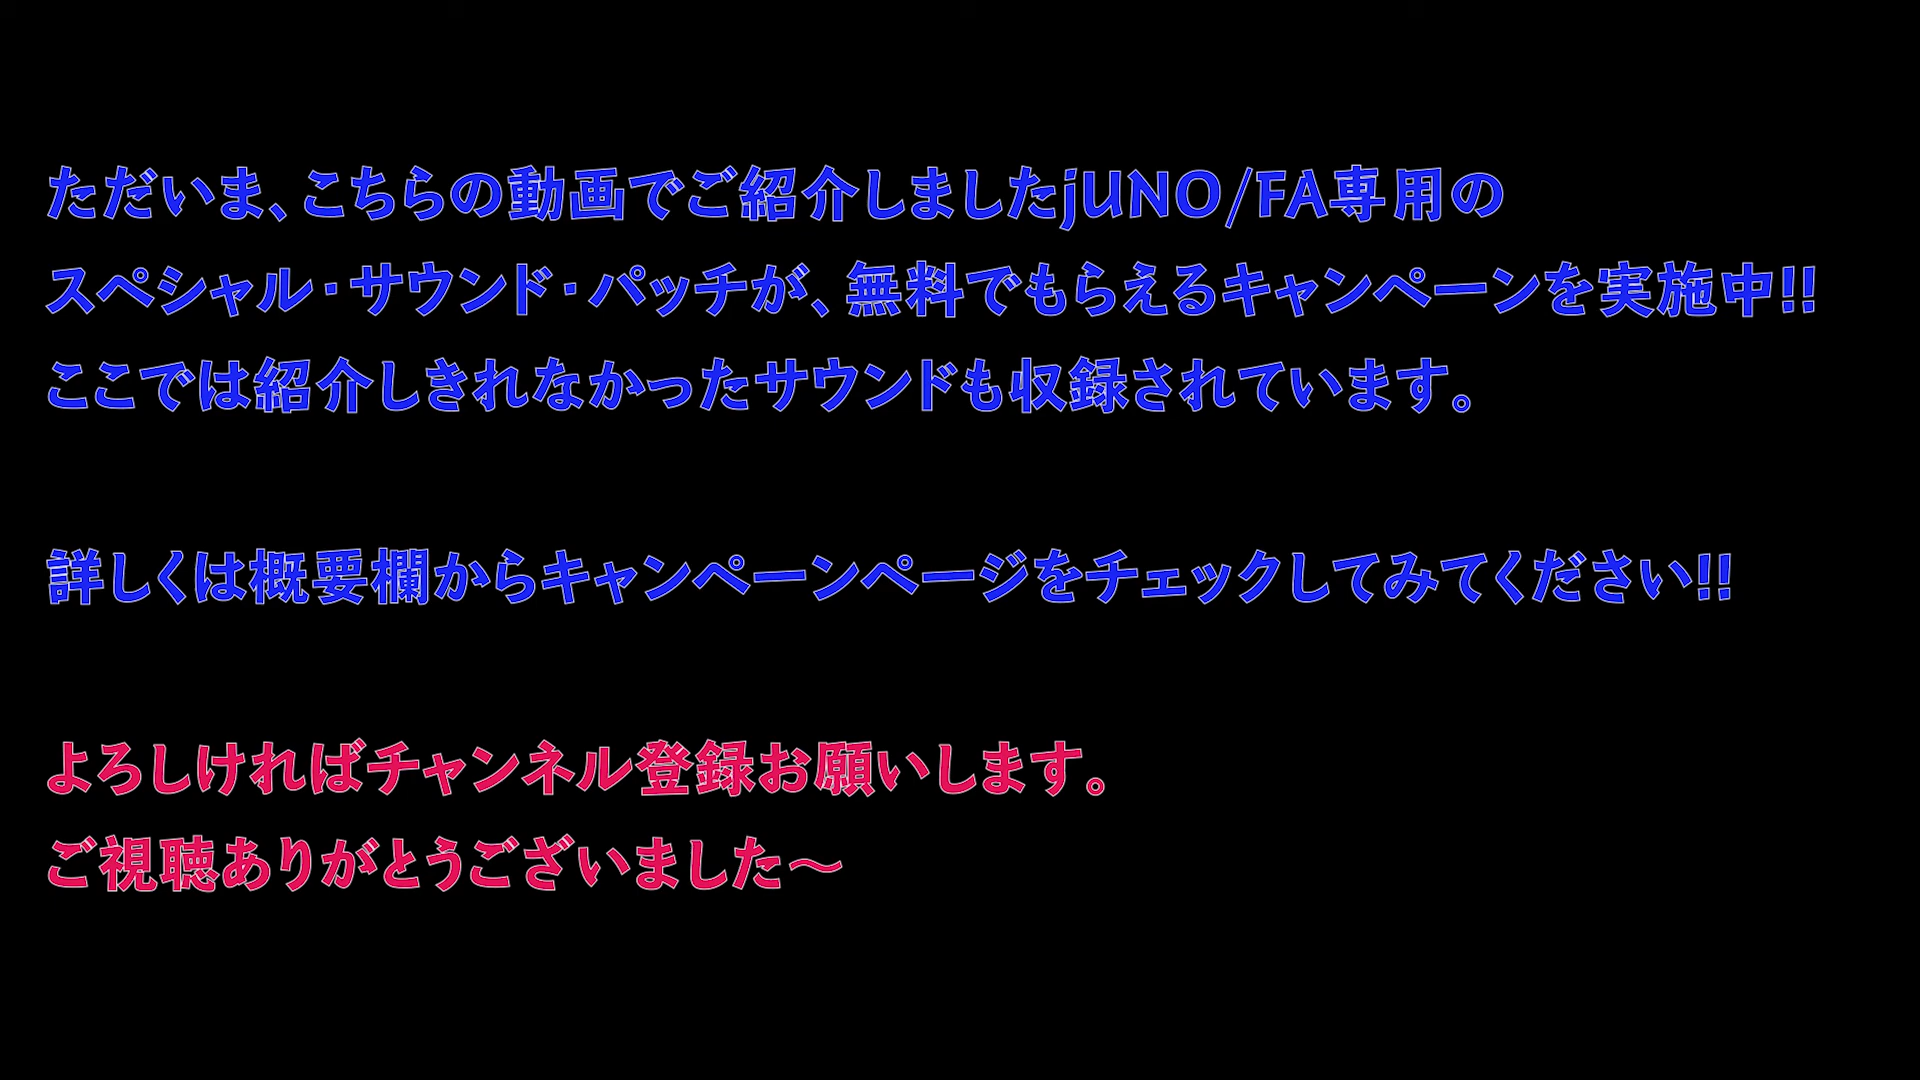 ただいま、こちらの動画でご紹介しましたjUNO/FA専用の
スペシャル・サウンド・パッチが、無料でもらえるキャンペーンを実施中!!
ここでは紹介しきれなかったサウンドも収録されています。
詳しくは概要欄からキャンペーンページをチェックしてみてください!!
よろしければチャンネル登録お願いします。
ご視聴ありがとうございました〜